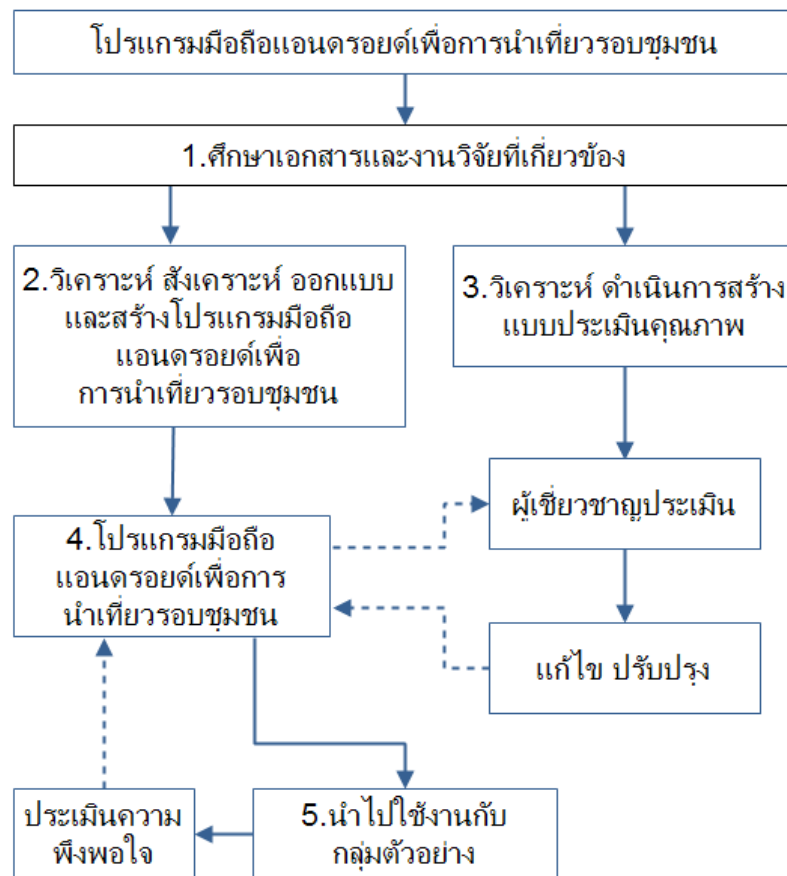 โปรแกรมมือถือแอนดรอยด์เพื่อการนำเที่ยวรอบชุมชน
1.ศึกษาเอกสารและงานวิจัยที่เกี่ยวข้อง
2.วิเคราะห์ สังเคราะห์ ออกแบบ
และสร้างโปรแกรมมือถือ
แอนดรอยด์เพื่อ
การนำเที่ยวรอบชุมชน
3.วิเคราะห์ ดำเนินการสร้าง
แบบประเมินคุณภาพ
ผู้เชี่ยวชาญประเมิน
4.โปรแกรมมือถือ
แอนดรอยด์เพื่อการ
นำเที่ยวรอบชุมชน
แก้ไข ปรับปรุง
ประเมินความ
พึงพอใจ
5.นำไปใช้งานกับ
กลุ่มตัวอย่าง